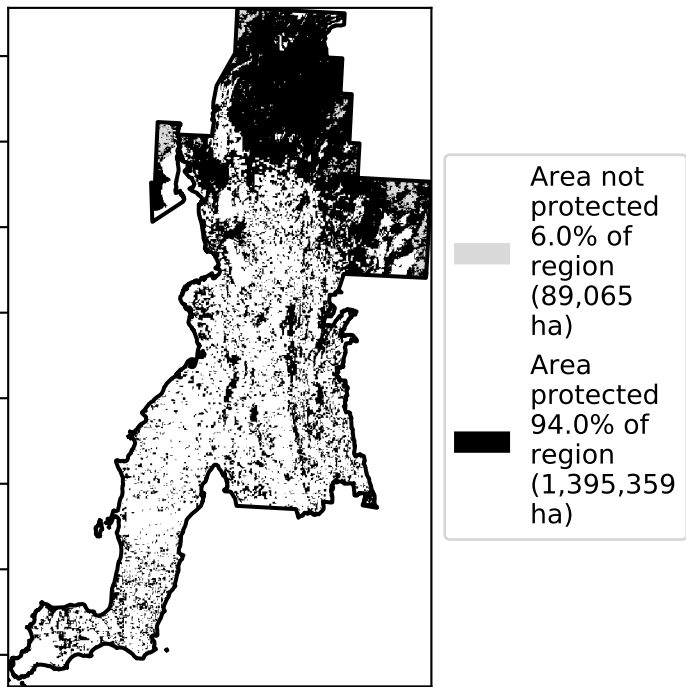 Area not
protected
6.0% of
region
(89,065
ha)
Area
protected
94.0% of
region
(1,395,359
ha)